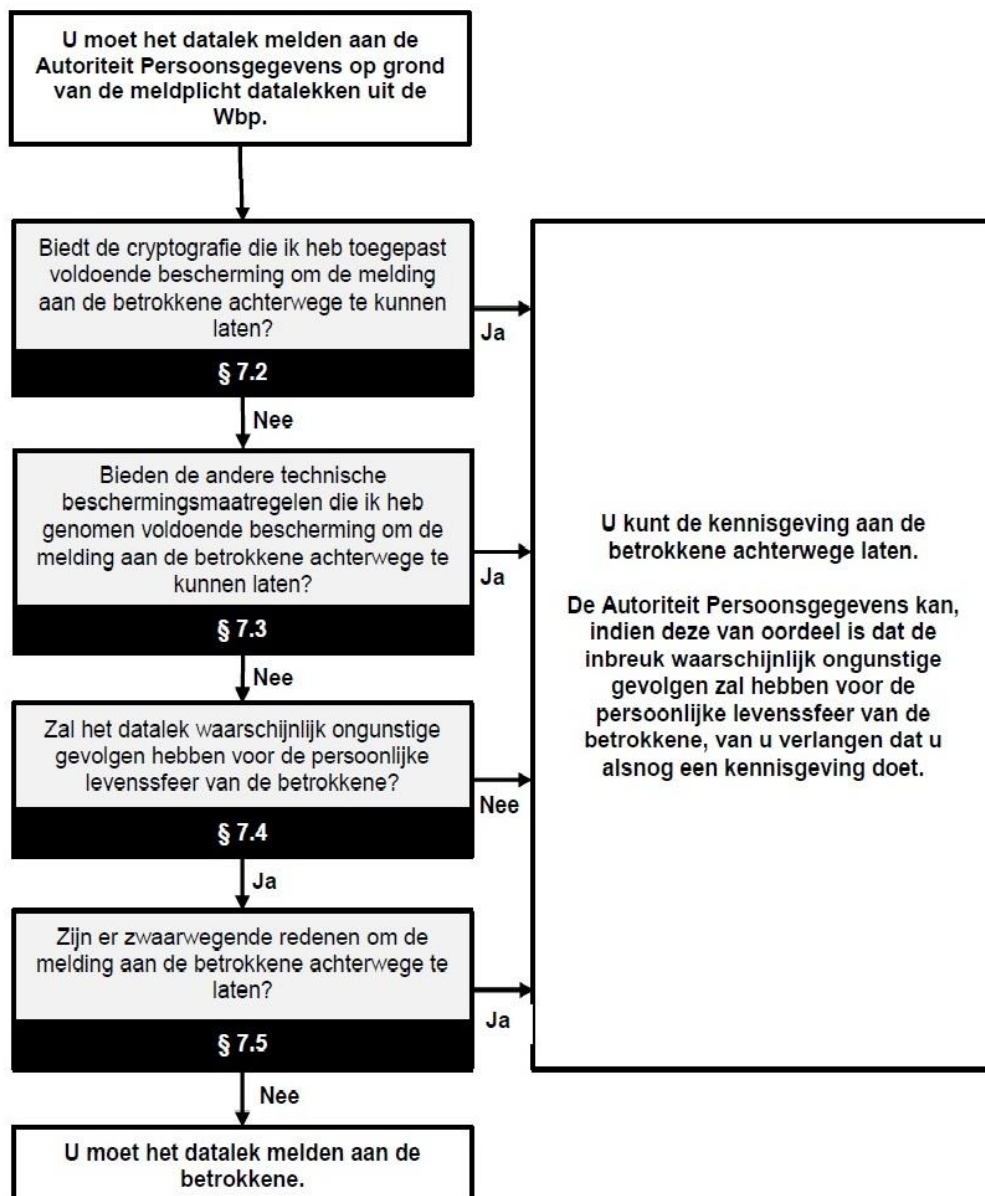 U moet het datalek melden aan de
Autoriteit Persoonsgegevens op grond
van de meldplicht datalekken uit de
Wbp.
Biedt de cryptografie die ik heb toegepast
voldoende bescherming om de melding
aan de betrokkene achterwege te kunnen
laten?
§ 7.2
Ja
Nee
Bieden de andere technische
beschermingsmaatregelen die ik heb
genomen voldoende bescherming om de
melding aan de betrokkene achterwege te
kunnen laten?
§ 7.3
Ja
Nee
Zal het datalek waarschijnlijk ongunstige
gevolgen hebben voor de persoonlijke
levenssfeer van de betrokkene?
§ 7.4
Nee
Ja
Zijn er zwaarwegende redenen om de
melding aan de betrokkene achterwege te
laten?
§ 7.5
Ja
Nee
U moet het datalek melden aan de
betrokkene.
U kunt de kennisgeving aan de
betrokkene achterwege laten.
De Autoriteit Persoonsgegevens kan,
indien deze van oordeel is dat de
inbreuk waarschijnlijk ongunstige
gevolgen zal hebben voor de
persoonlijke levenssfeer van de
betrokkene, van u verlangen dat u
alsnog een kennisgeving doet.